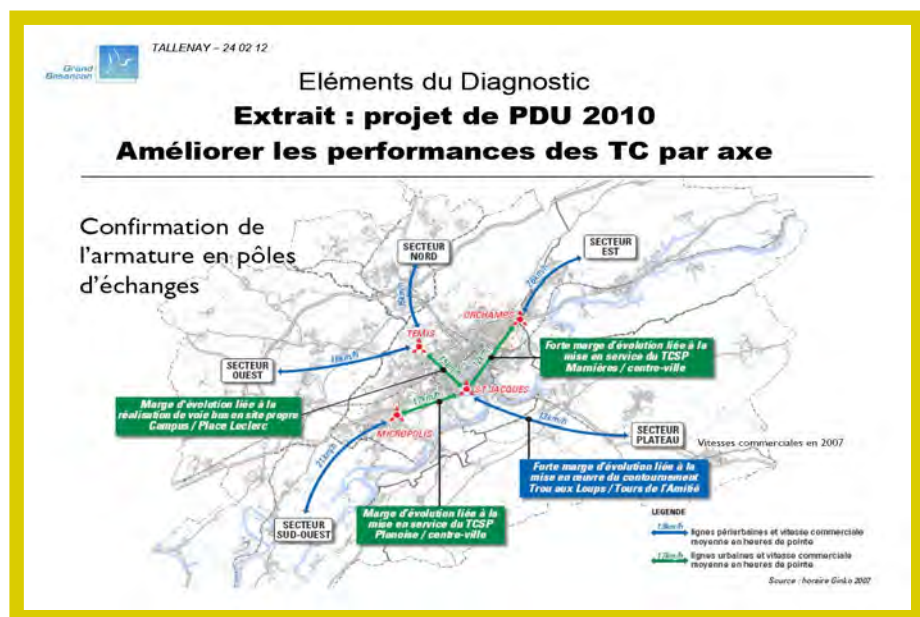 TALLENAY – 24 02 12
Grand
Besançon
Eléments du Diagnostic
Extrait : projet de PDU 2010
Améliorer les performances des TC par axe
Confirmation de
l'armature en pôles
d'échanges
SECTEUR
NORD
SECTEUR
EST
ORCHAMPS
TEMIS
SECTEUR
OUEST
Forte marge d'évolution liée à la
mise en service du TCSP
Marnières / centre-ville
Marge d'évolution liée à la
réalisation de voie bus en site propre
Campus / Place Leclerc
ST JACQUES
MICROPOLIS
21km/h
SECTEUR
PLATEAU
Vitesses commerciales en 2007
Forte marge d'évolution liée à la
mise en œuvre du contournement
Trou aux Loups / Tours de l'Amitié
SECTEUR
SUD-OUEST
Marge d'évolution liée à la
mise en service du TCSP
Planoise / centre-ville
LEGENDE
lignes périurbaines et vitesse commerciale
moyenne en heures de pointe
lignes urbaines et vitesse commerciale
moyenne en heures de pointe
Source : horaire Ginko 2007